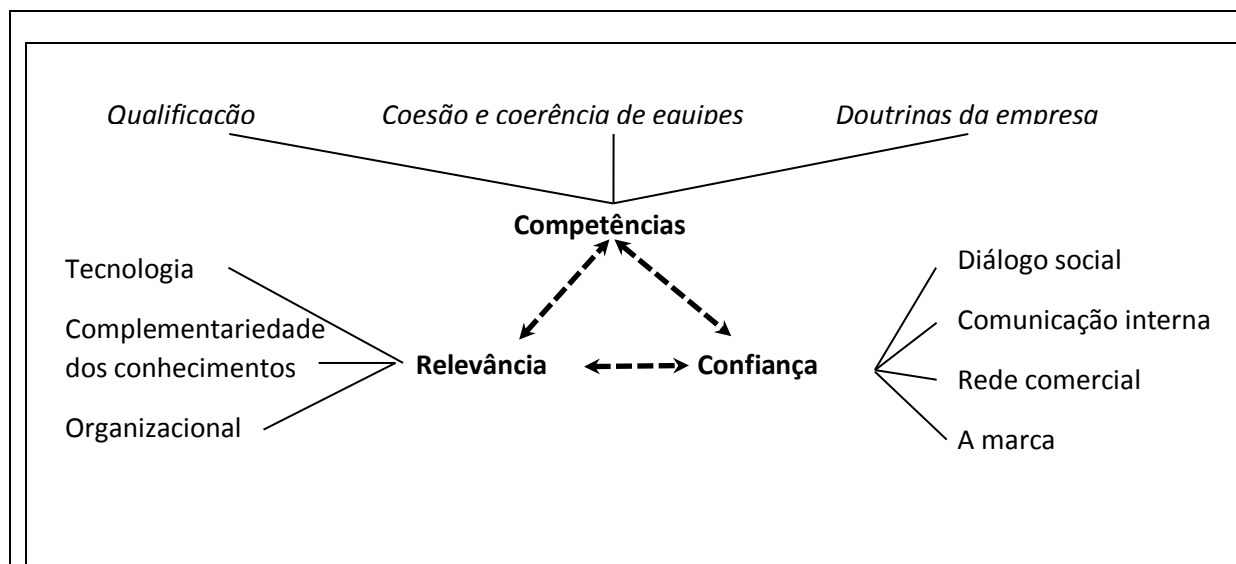 Qualificação
Coesão e coerência de equipes
Doutrinas da empresa
Competências
Tecnologia
Complementariedade
dos conhecimentos
Organizacional
Relevância
Confiança
Diálogo social
Comunicação interna
Rede comercial
A marca